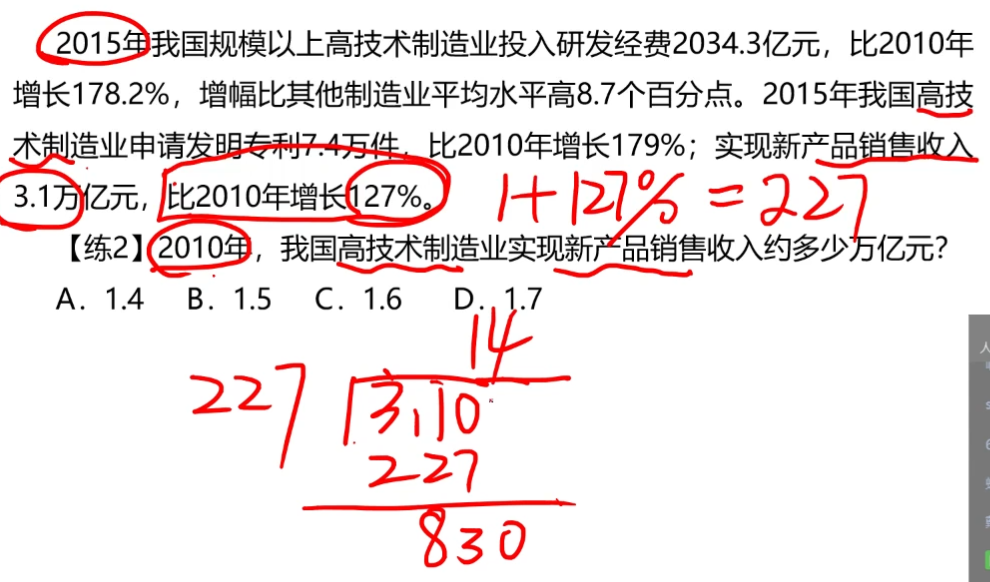 2015年我国规模以上高技术制造业投入研发经费2034.3亿元，比2010年
增长178.2%，增幅比其他制造业平均水平高8.7个百分点。2015年我国高技
术制造业申请发明专利7.4万件，比2010年增长179%；实现新产品销售收入
3.1万亿元，比2010年增长127%。
1+127%=227
【练2】2010年，我国高技术制造业实现新产品销售收入约多少万亿元？
A. 1.4 B. 1.5 C. 1.6 D. 1.7
14
227 3.10
227
830